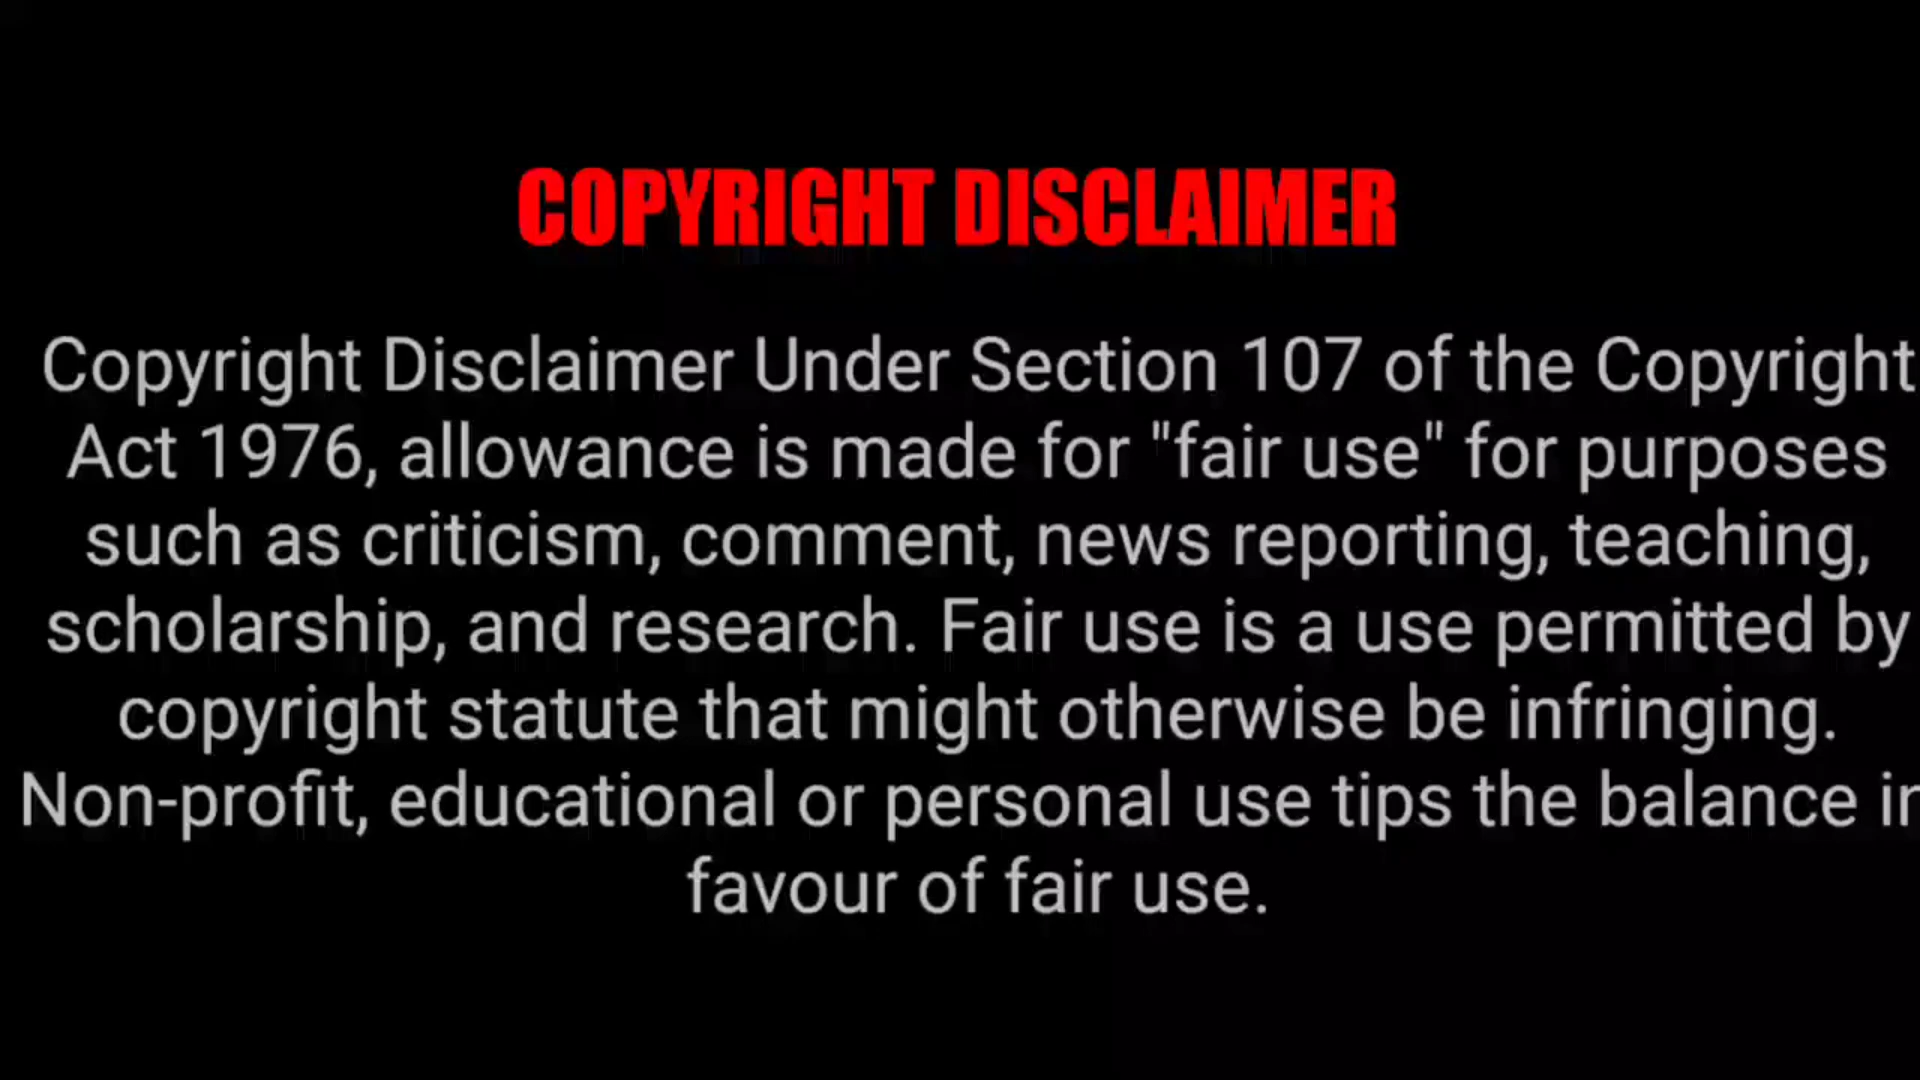 COPYRIGHT DISCLAIMER
Copyright Disclaimer Under Section 107 of the Copyright
Act 1976, allowance is made for "fair use" for purposes
such as criticism, comment, news reporting, teaching,
scholarship, and research. Fair use is a use permitted by
copyright statute that might otherwise be infringing.
Non-profit, educational or personal use tips the balance in
favour of fair use.